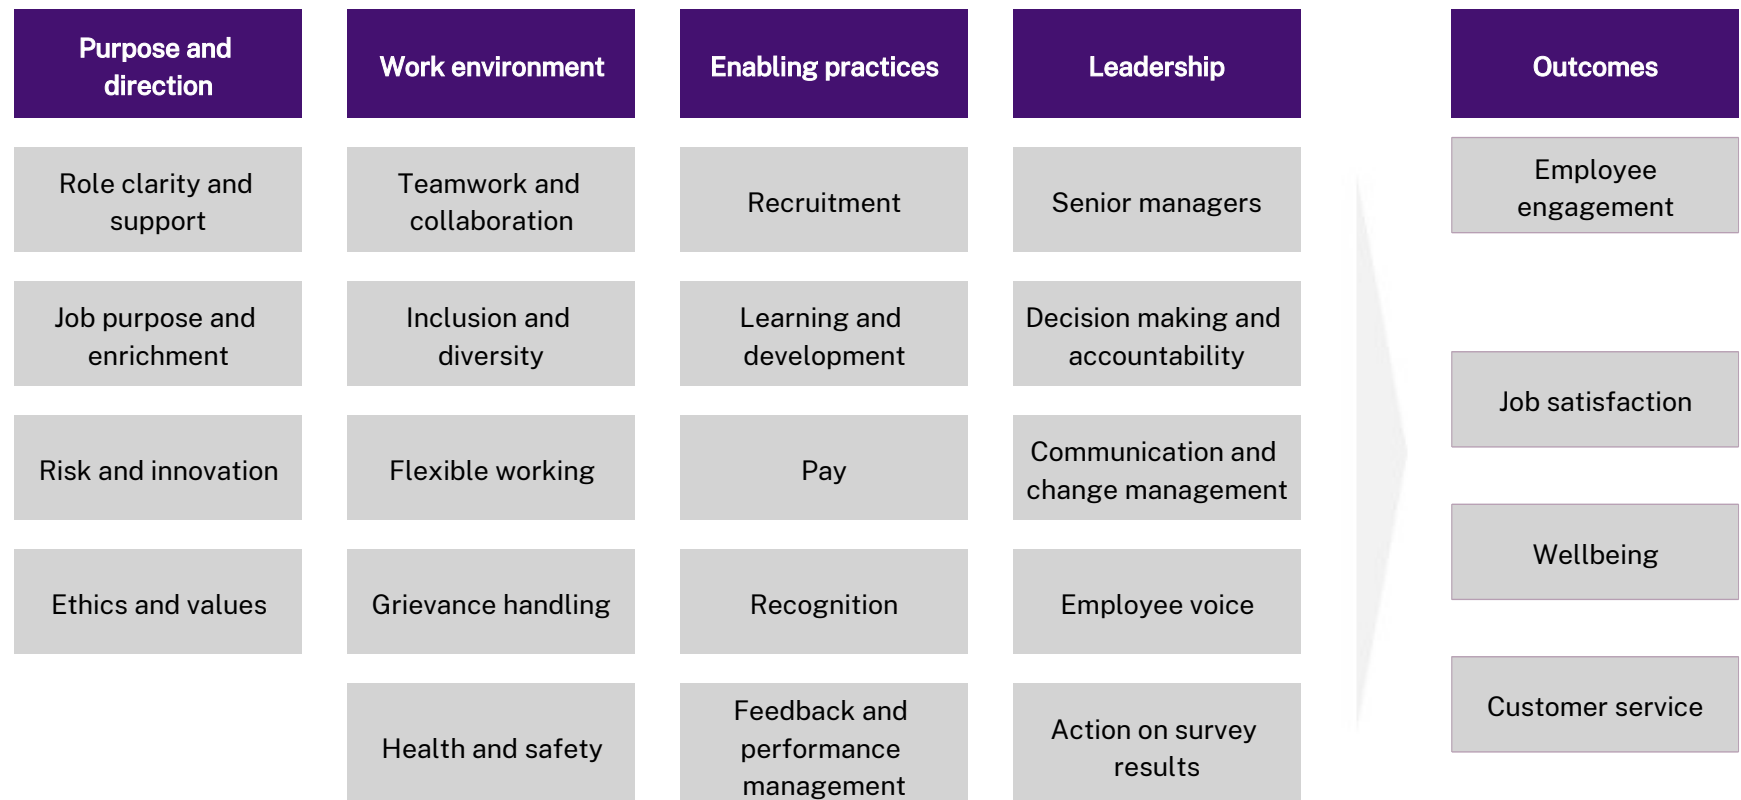 Purpose and
direction
Role clarity and
support
Job purpose and
enrichment
Risk and innovation
Ethics and values
Work environment
Teamwork and
collaboration
Inclusion and
diversity
Flexible working
Grievance handling
Health and safety
Enabling practices
Recruitment
Learning and
development
Pay
Recognition
Feedback and
performance
management
Leadership
Senior managers
Decision making and
accountability
Communication and
change management
Employee voice
Action on survey
results
Outcomes
Employee
engagement
Job satisfaction
Wellbeing
Customer service